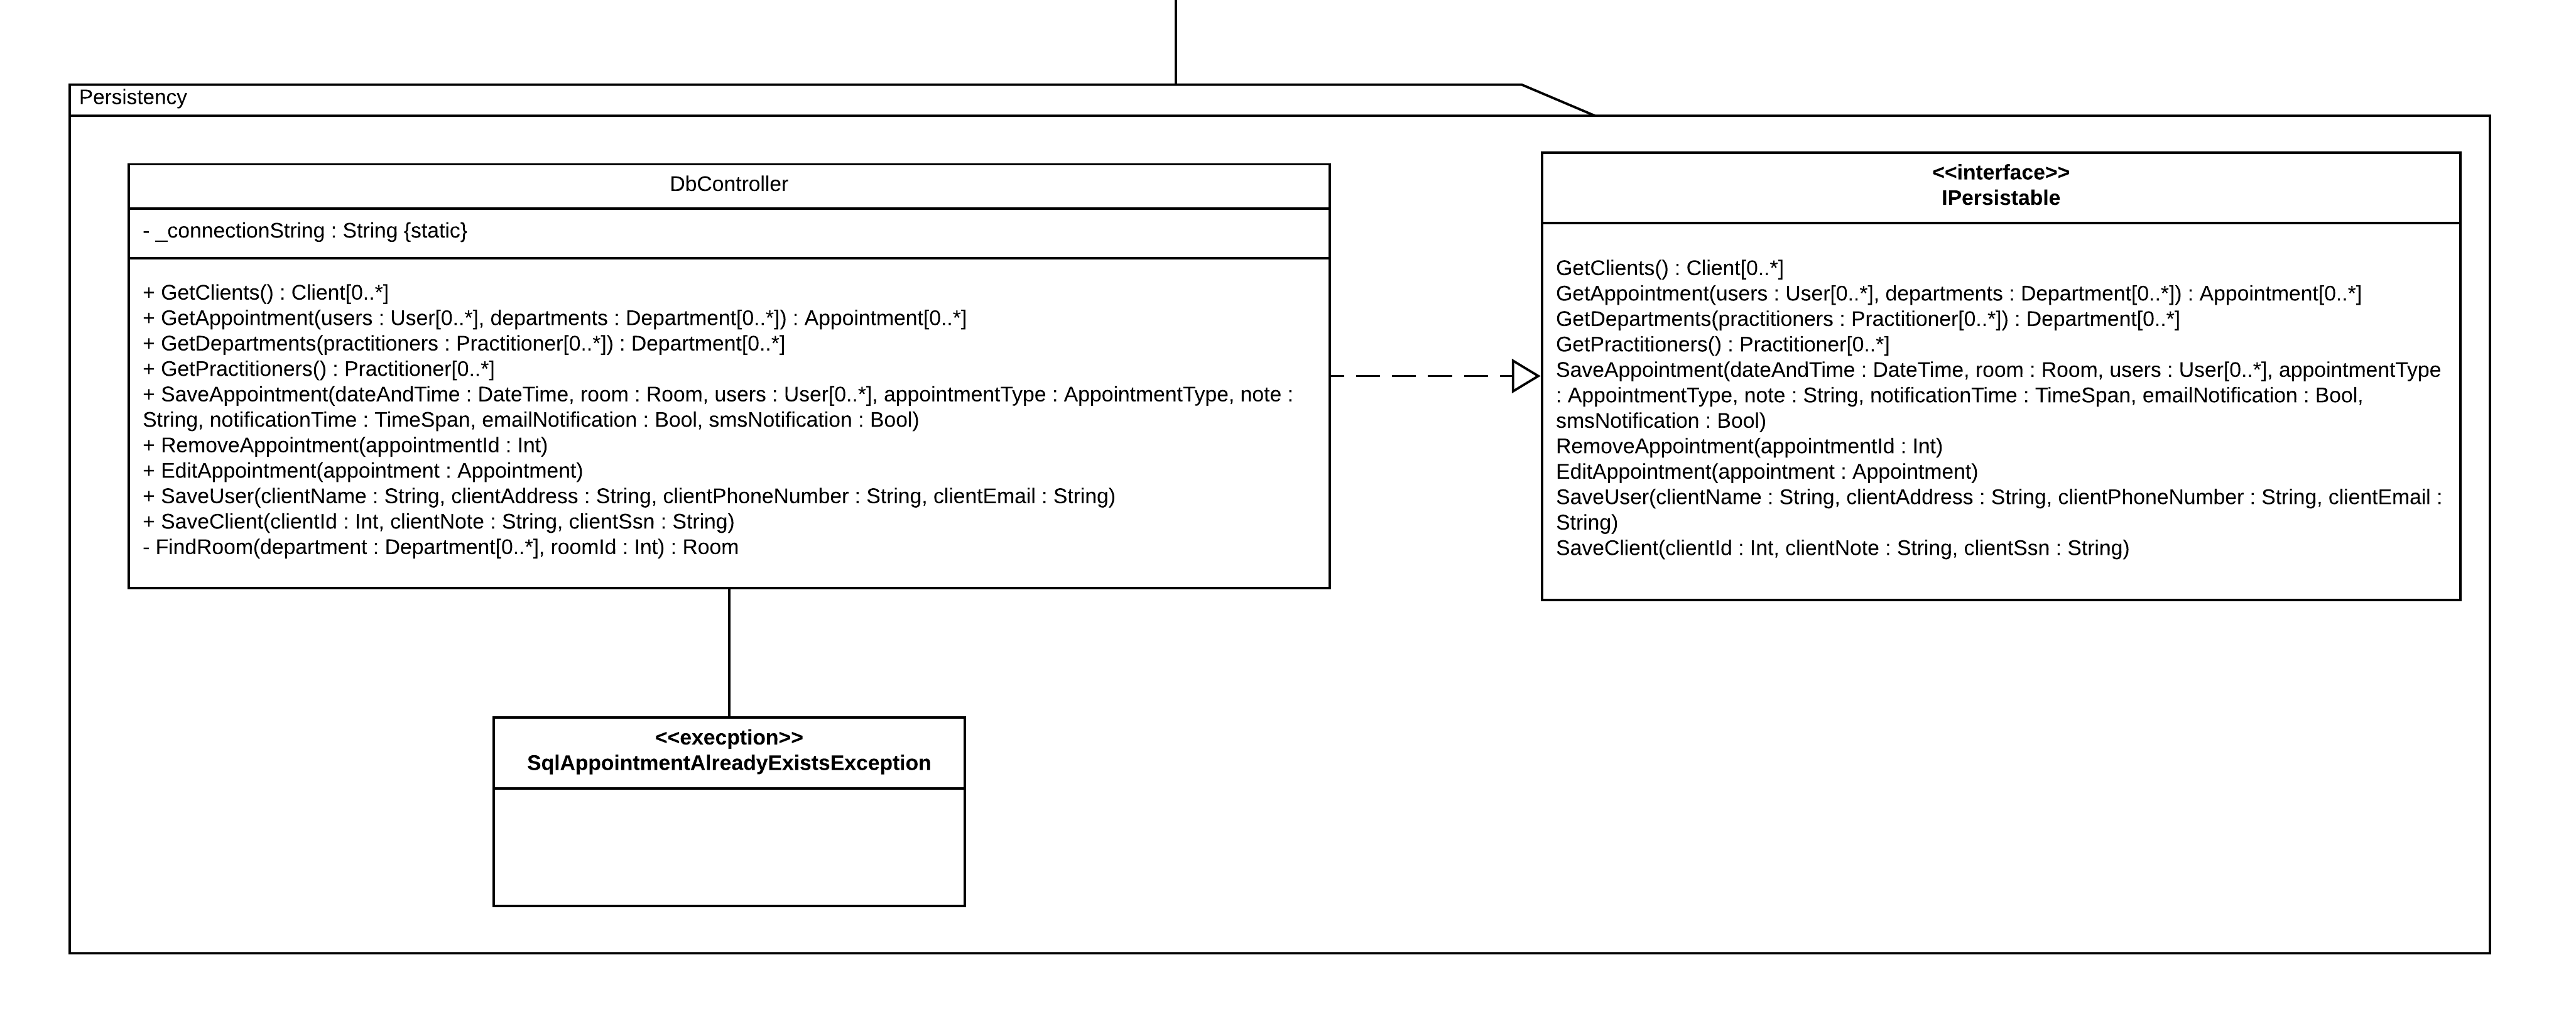 Persistency
DbController
- _connectionString : String {static}
+ GetClients() : Client[0..*]
+ GetAppointment(users : User[0..*], departments : Department[0..*]) : Appointment[0..*]
+ GetDepartments(practitioners : Practitioner[0..*]) : Department[0..*]
+ GetPractitioners() : Practitioner[0..*]
+ SaveAppointment(dateAndTime : DateTime, room : Room, users : User[0..*], appointmentType : AppointmentType, note :
String, notificationTime : TimeSpan, emailNotification : Bool, smsNotification : Bool)
+ RemoveAppointment(appointmentId : Int)
+ EditAppointment(appointment : Appointment)
+ SaveUser(clientName : String, clientAddress : String, clientPhoneNumber : String, clientEmail : String)
+ SaveClient(clientId : Int, clientNote : String, clientSsn : String)
- FindRoom(department : Department[0..*], roomId : Int) : Room
<<interface>>
IPersistable
GetClients() : Client[0..*]
GetAppointment(users : User[0..*], departments : Department[0..*]) : Appointment[0..*]
GetDepartments(practitioners : Practitioner[0..*]) : Department[0..*]
GetPractitioners() : Practitioner[0..*]
SaveAppointment(dateAndTime : DateTime, room : Room, users : User[0..*], appointmentType
: AppointmentType, note : String, notificationTime : TimeSpan, emailNotification : Bool,
smsNotification : Bool)
RemoveAppointment(appointmentId : Int)
EditAppointment(appointment : Appointment)
SaveUser(clientName : String, clientAddress : String, clientPhoneNumber : String, clientEmail :
String)
SaveClient(clientId : Int, clientNote : String, clientSsn : String)
<<execption>>
SqlAppointmentAlreadyExistsException